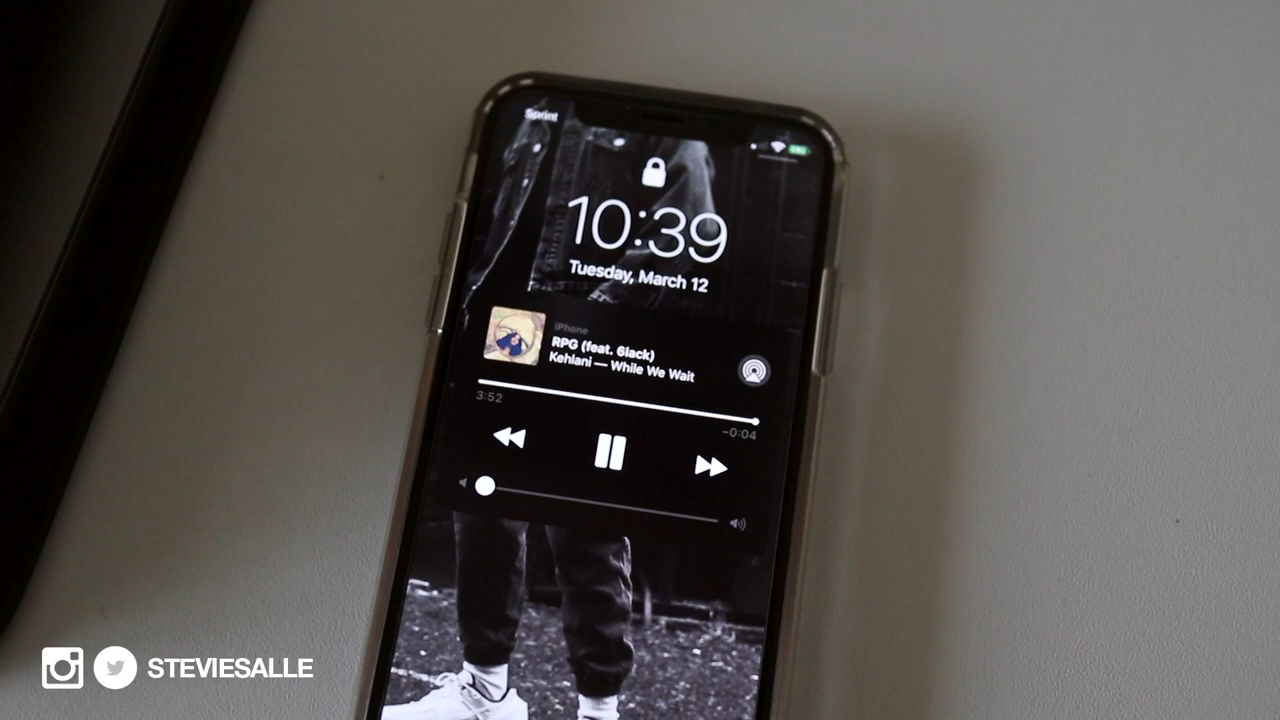 Sprint
10:39
Tuesday, March 12
iPhone
RPG (feat. 6lack)
Kehlani — While We Wait
3:52
-0:04
STEVIESALLE